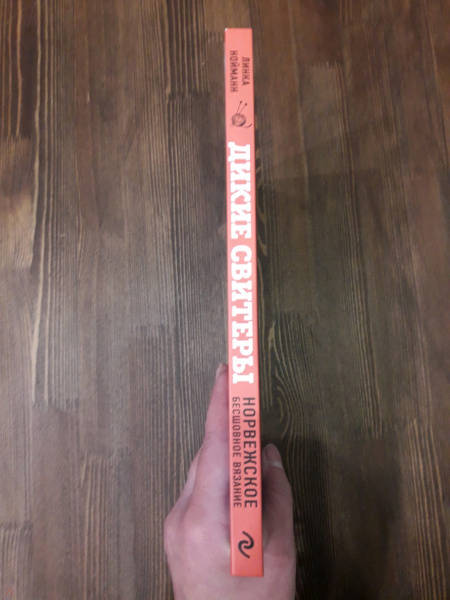 ЛИНКА
НОЙМАНН
ДИКИЕ СВИТЕРЫ
НОРВЕЖСКОЕ
БЕСШОВНОЕ ВЯЗАНИЕ